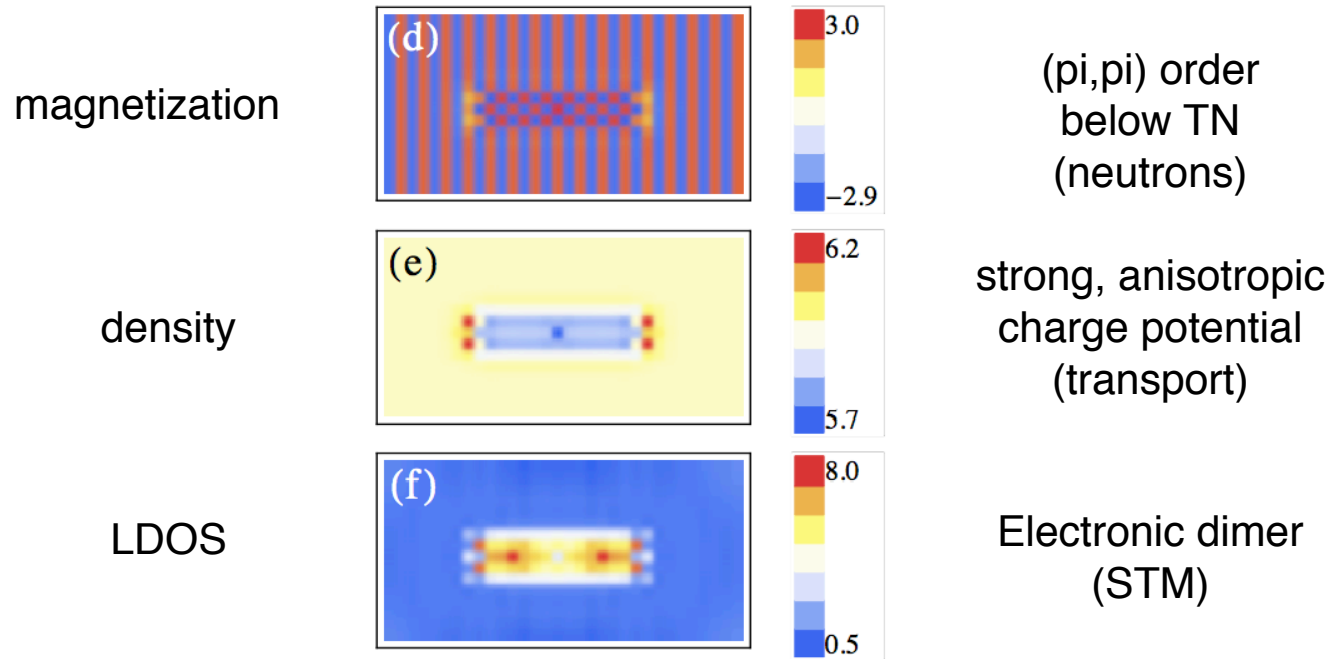 magnetization
(d)
3.0
−2.9
(pi,pi) order
below TN
(neutrons)
density
(e)
6.2
5.7
strong, anisotropic
charge potential
(transport)
LDOS
(f)
8.0
0.5
Electronic dimer
(STM)